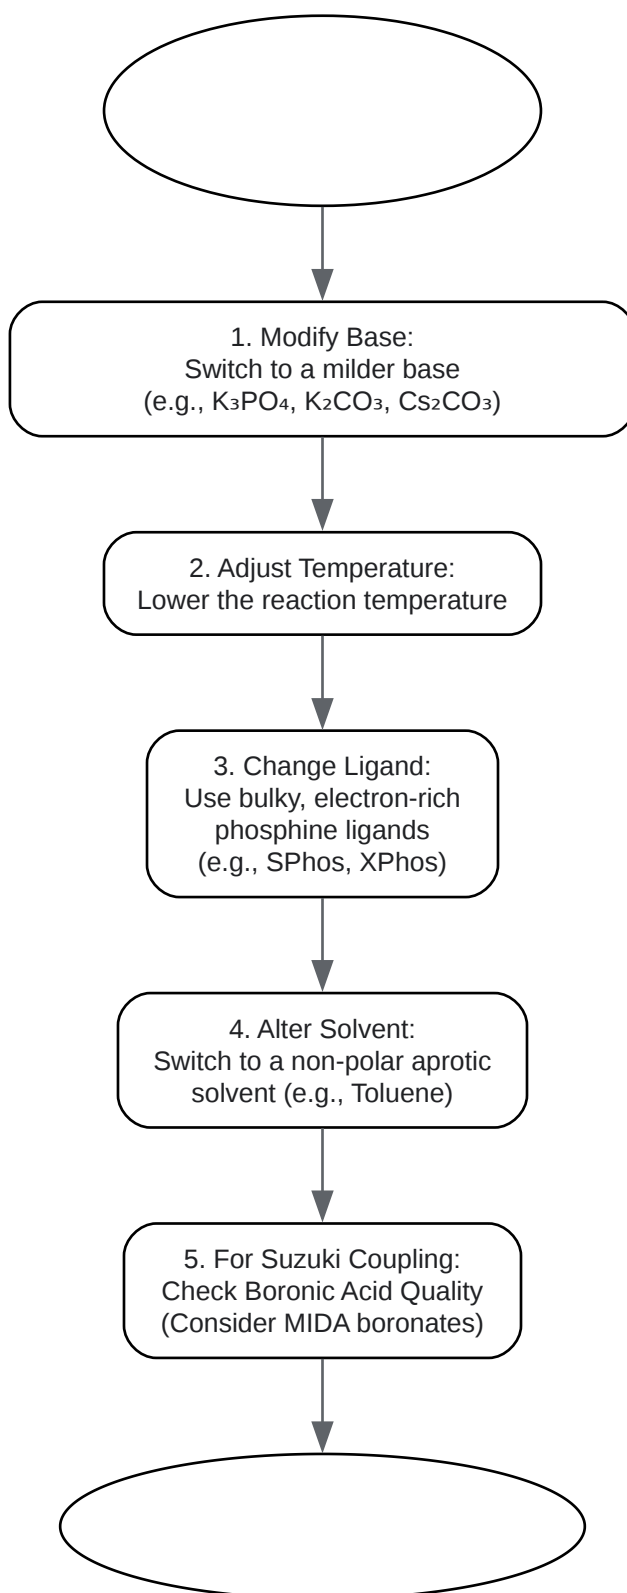 1. Modify Base:
Switch to a milder base
(e.g., K₃PO₄, K₂CO₃, Cs₂CO₃)
2. Adjust Temperature:
Lower the reaction temperature
3. Change Ligand:
Use bulky, electron-rich
phosphine ligands
(e.g., SPhos, XPhos)
4. Alter Solvent:
Switch to a non-polar aprotic
solvent (e.g., Toluene)
5. For Suzuki Coupling:
Check Boronic Acid Quality
(Consider MIDA boronates)